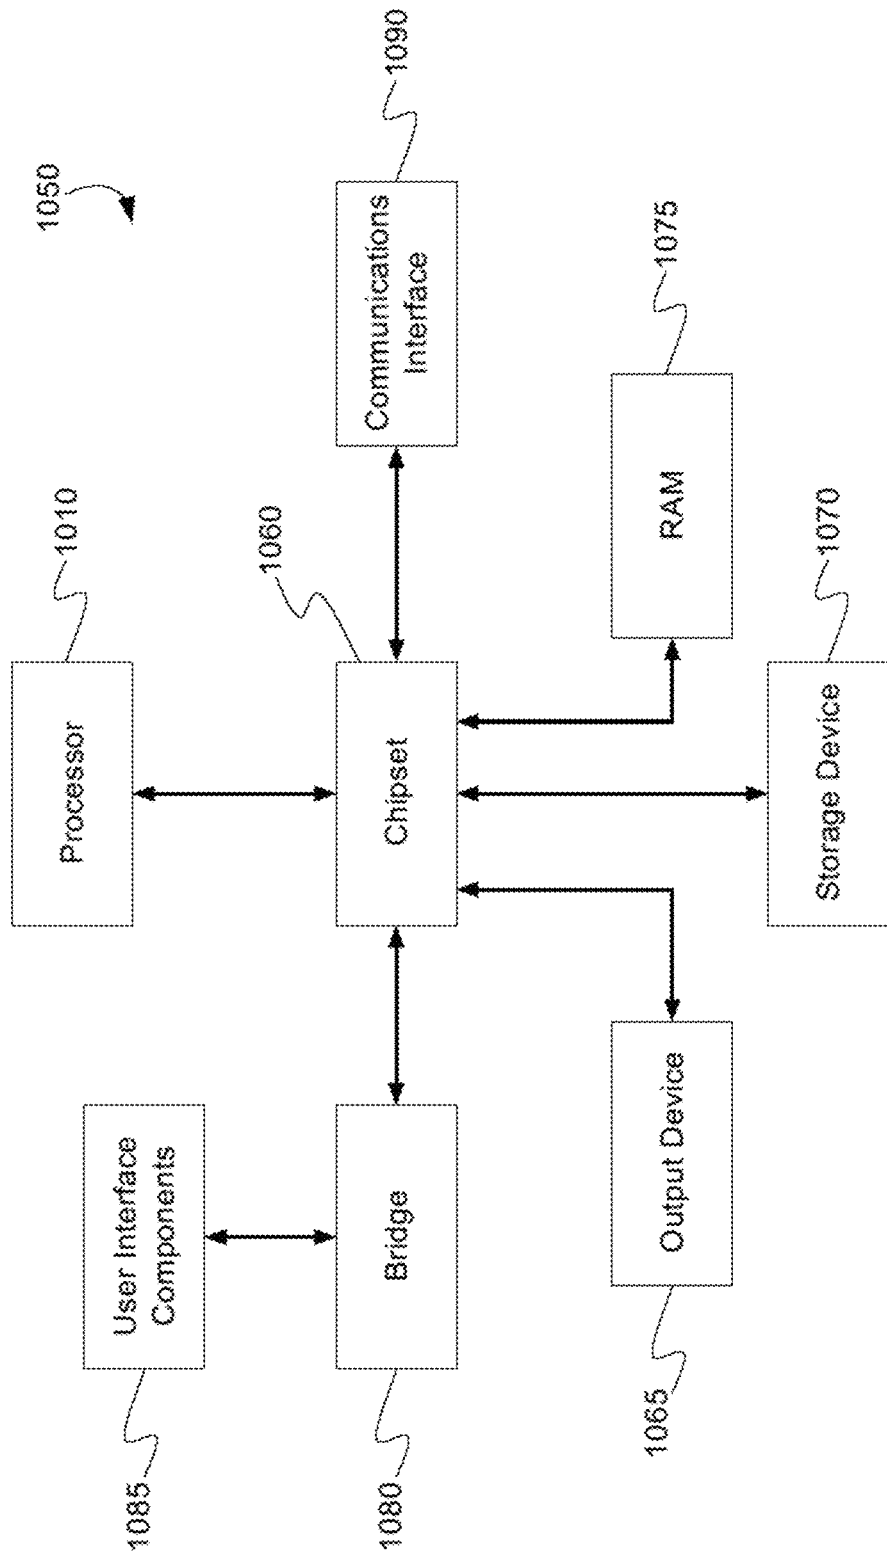 1050
User Interface
Components
1085
Processor
1010
Bridge
1080
Chipset
1060
Communications
Interface
1090
Output Device
1065
RAM
1075
Storage Device
1070